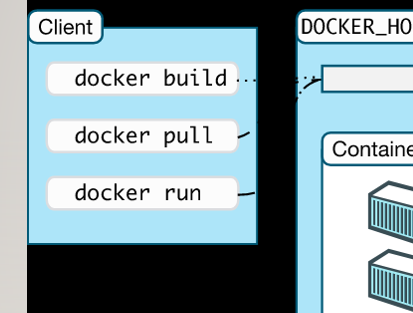 Client
docker build
docker pull
docker run
DOCKER_HO
Containe